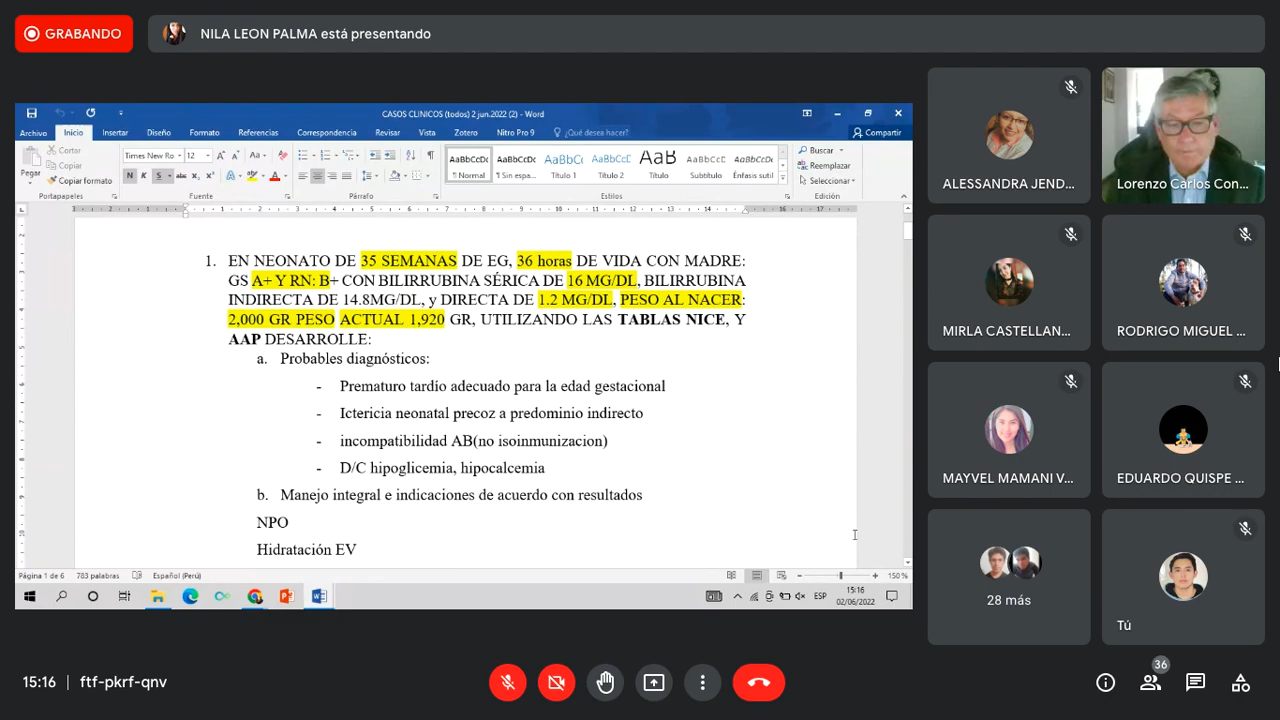 GRABANDO
NILA LEON PALMA está presentando
CASOS CLINICOS (todos) 2 jun.2022 (2) - Word
Archivo Inicio Insertar Diseño Formato Referencias Correspondencia Revisar Vista Zotero Nitro Pro 9 ¿Qué desea hacer? Compartir
Pegar
Cortar
Copiar
Copiar formato
Portapapeles
Times New Ro 12
N K S abc
Fuente
Párrafo
AaBbCcDc AaBbCcDc AaBbCc AaBbCcD AaB AaBbCcC AaBbCcDc
¶ Normal ¶ Sin espa... Título 1 Título 2 Título Subtítulo Énfasis sutil
Estilos
Buscar
Reemplazar
Seleccionar
1. EN NEONATO DE 35 SEMANAS DE EG, 36 horas DE VIDA CON MADRE:
GS A+ Y RN: B+ CON BILIRRUBINA SÉRICA DE 16 MG/DL, BILIRRUBINA
INDIRECTA DE 14.8MG/DL, y DIRECTA DE 1.2 MG/DL, PESO AL NACER:
2,000 GR PESO ACTUAL 1,920 GR, UTILIZANDO LAS TABLAS NICE, Y
AAP DESARROLLE:
a. Probables diagnósticos:
- Prematuro tardio adecuado para la edad gestacional
- Ictericia neonatal precoz a predominio indirecto
- incompatibilidad AB(no isoinmunizacion)
- D/C hipoglicemia, hipocalcemia
b. Manejo integral e indicaciones de acuerdo con resultados
NPO
Hidratación EV
Página 1 de 6 783 palabras Español (Perú) 150 %
ESP
15:16
02/06/2022
ALESSANDRA JEND...
Lorenzo Carlos Con...
MIRLA CASTELLAN...
RODRIGO MIGUEL ...
MAYVEL MAMANI V...
EDUARDO QUISPE ...
28 más
Tú
15:16 | ftf-pkrf-qnv
36